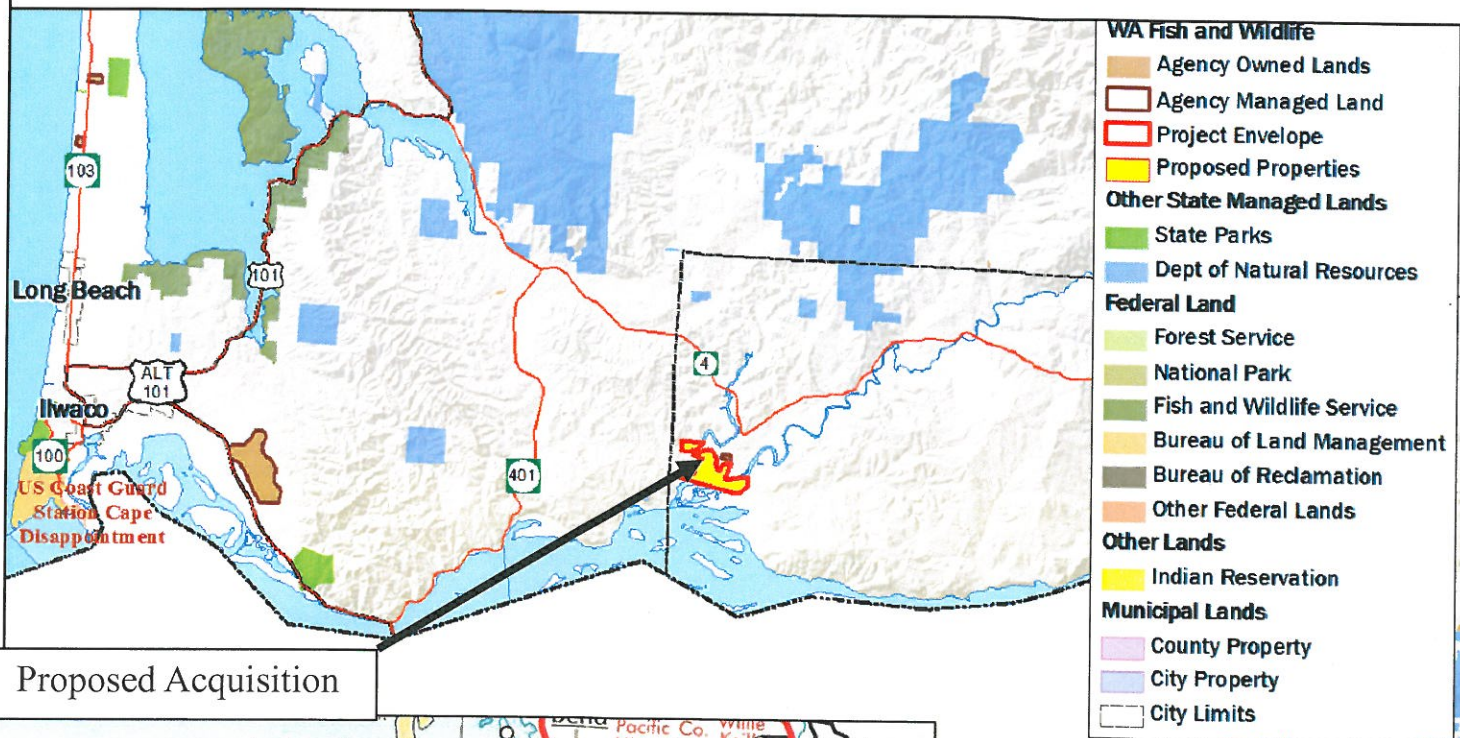 103
101
Long Beach
ALT
101
Ilwaco
100
US Coast Guard
Station Cape
Disappointment
4
401
Proposed Acquisition
WA Fish and Wildlife
Agency Owned Lands
Agency Managed Land
Project Envelope
Proposed Properties
Other State Managed Lands
State Parks
Dept of Natural Resources
Federal Land
Forest Service
National Park
Fish and Wildlife Service
Bureau of Land Management
Bureau of Reclamation
Other Federal Lands
Other Lands
Indian Reservation
Municipal Lands
County Property
City Property
City Limits
bend
Pacific Co.